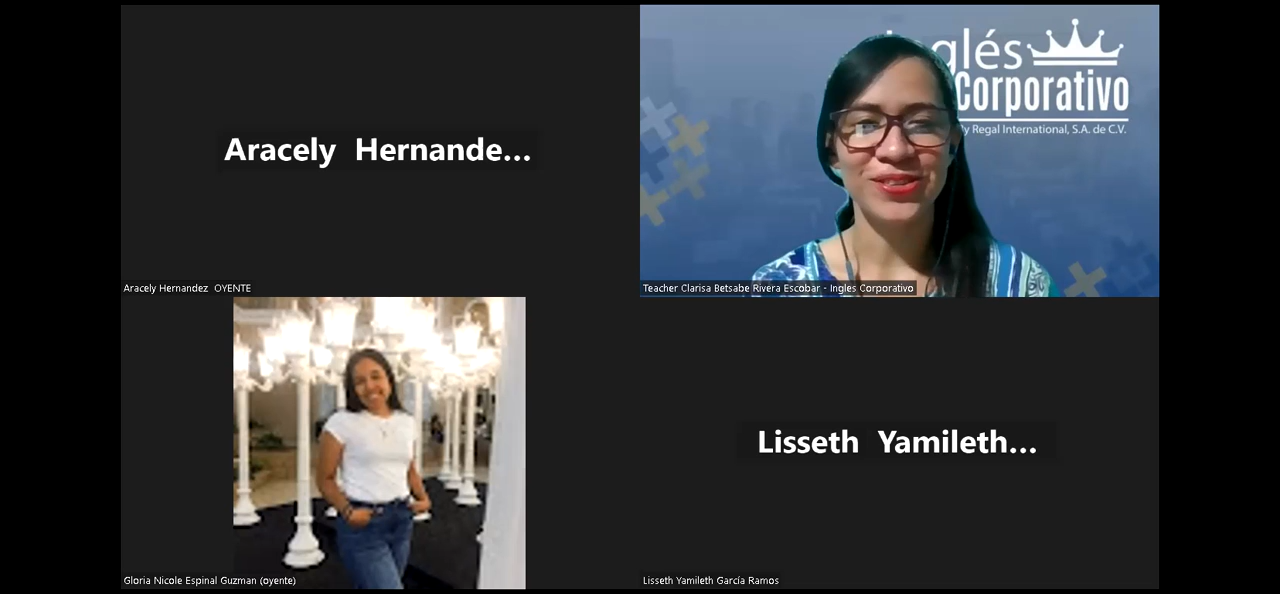 Aracely Hernande...
Aracely Hernandez OYENTE
Inglés
Corporativo
ly Regal International, S.A. de C.V.
Teacher Clarisa Betsabe Rivera Escobar - Ingles Corporativo
Gloria Nicole Espinal Guzman (oyente)
Lisseth Yamileth...
Lisseth Yamileth García Ramos